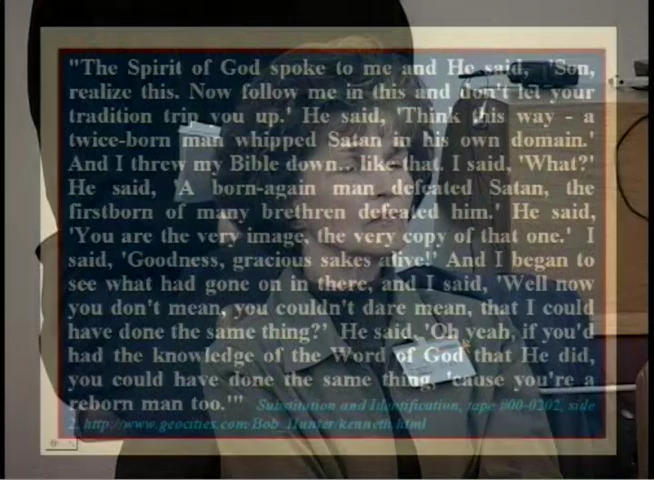 "The Spirit of God spoke to me and He said, 'Son,
realize this. Now follow me in this and don't let your
tradition trip you up.' He said, 'Think this way - a
twice-born man whipped Satan in his own domain.'
And I threw my Bible down... like that. I said, 'What?'
He said, 'A born-again man defeated Satan, the
firstborn of many brethren defeated him.' He said,
'You are the very image, the very copy of that one.' I
said, 'Goodness, gracious sakes alive!' And I began to
see what had gone on in there, and I said, 'Well now
you don't mean, you couldn't dare mean, that I could
have done the same thing?' He said, 'Oh yeah, if you'd
had the knowledge of the Word of God that He did,
you could have done the same thing, 'cause you're a
reborn man too.'" Substitution and Identification, tape #00-0202, side
2, http://www.geocities.com/Bob_Hunter/kenneth.html